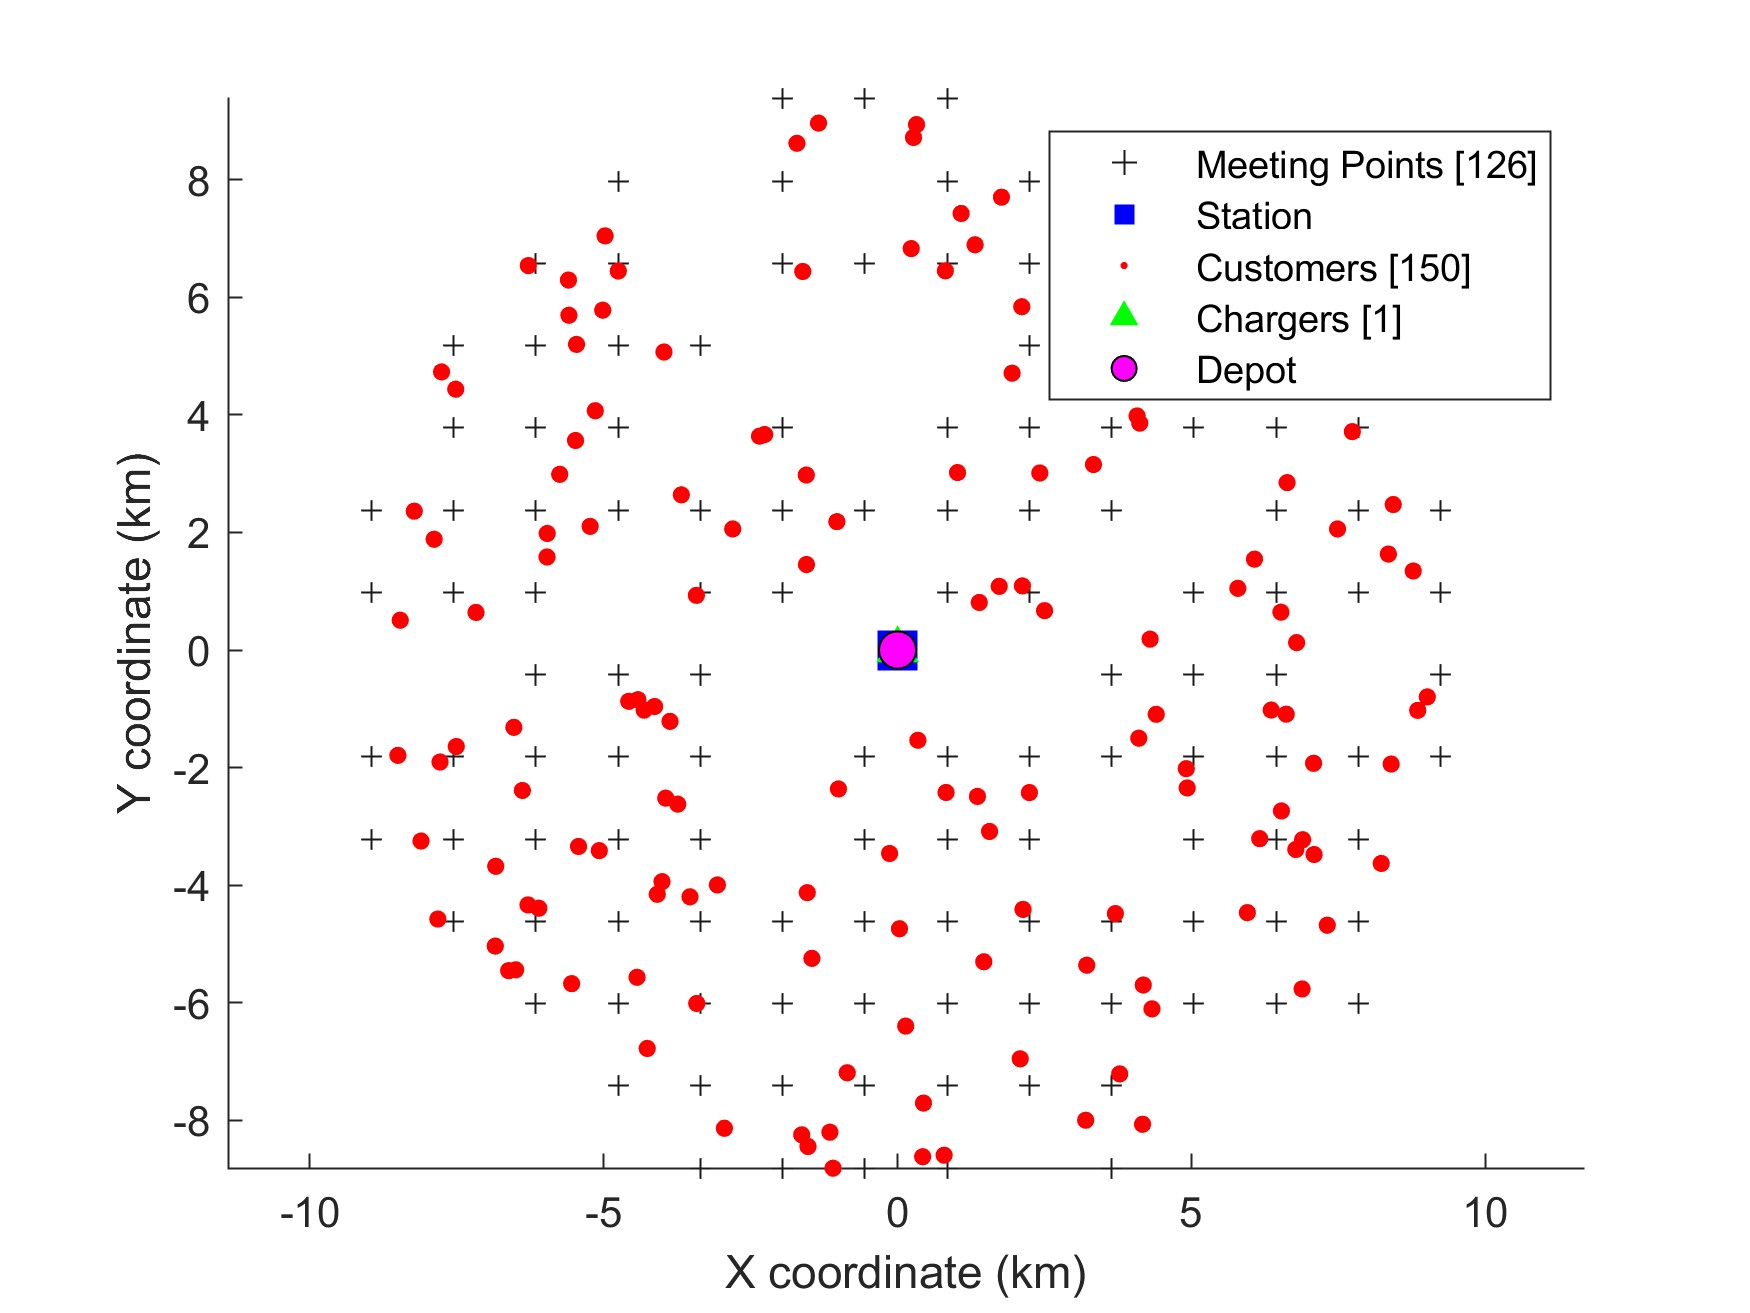 Meeting Points [126]
Station
Customers [150]
Chargers [1]
Depot
8
6
4
2
0
-2
-4
-6
-8
Y coordinate (km)
-10 -5 0 5 10
X coordinate (km)